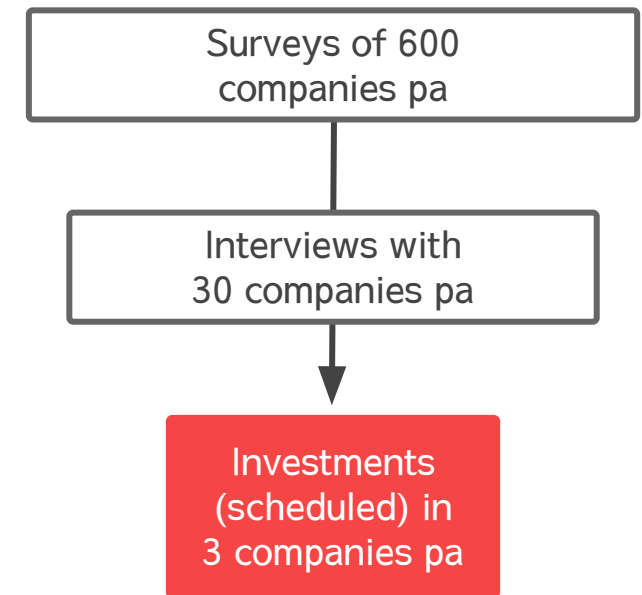 Surveys of 600
companies pa
Interviews with
30 companies pa
Investments
(scheduled) in
3 companies pa